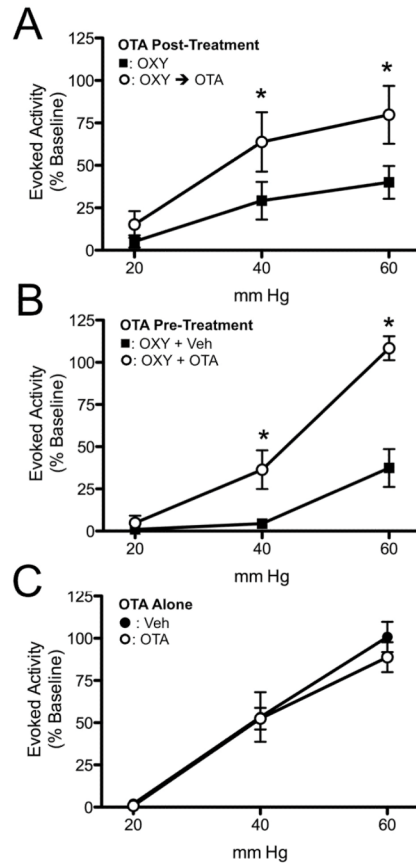 A
OTA Post-Treatment
■: OXY
○: OXY ➔ OTA
Evoked Activity
(% Baseline)
125
100
75
50
25
0
*
*
20 40 60
mm Hg
B
OTA Pre-Treatment
■: OXY + Veh
○: OXY + OTA
Evoked Activity
(% Baseline)
125
100
75
50
25
0
*
*
20 40 60
mm Hg
C
OTA Alone
●: Veh
○: OTA
Evoked Activity
(% Baseline)
125
100
75
50
25
0
20 40 60
mm Hg